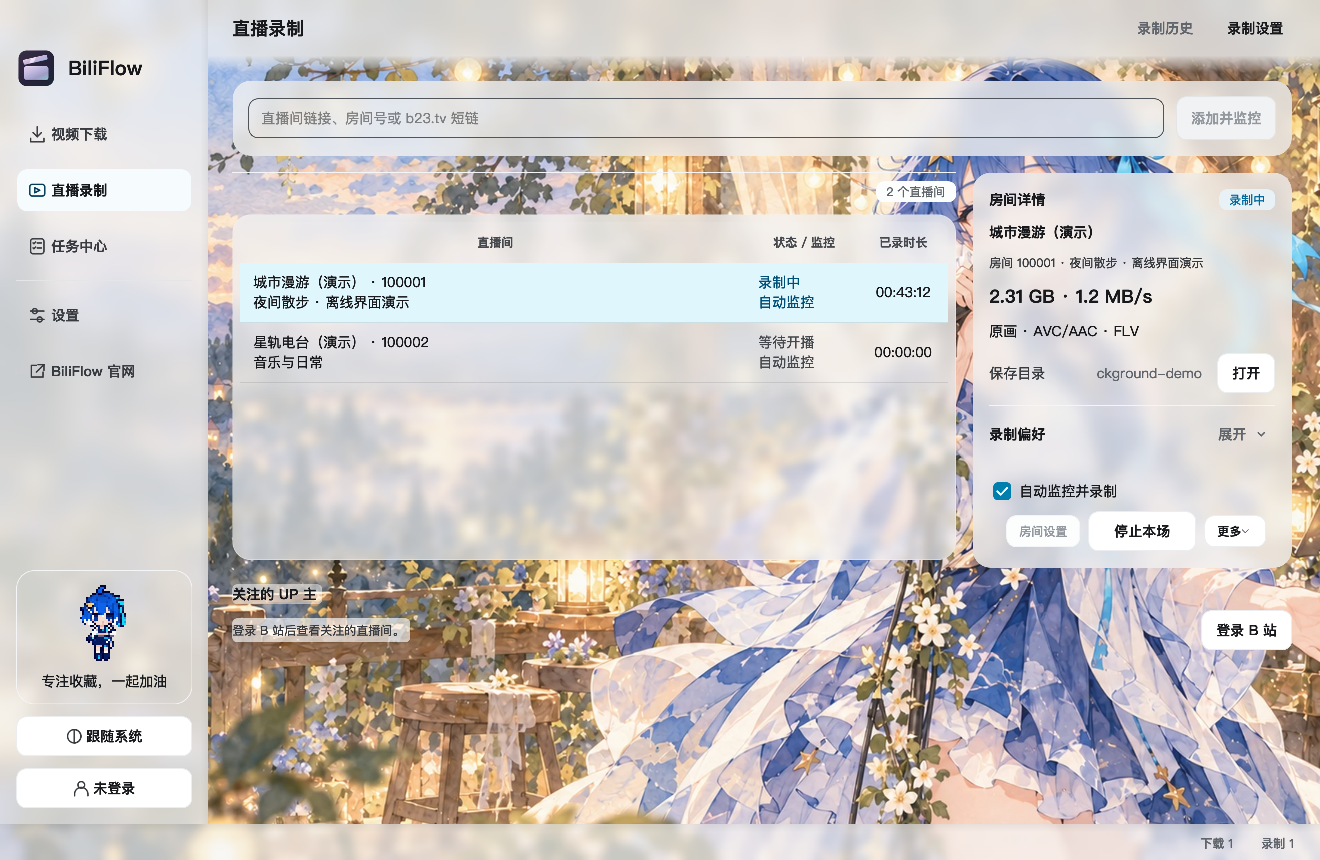 直播录制
录制历史
录制设置
BiliFlow
视频下载
直播录制
任务中心
设置
BiliFlow 官网
专注收藏，一起加油
跟随系统
未登录
直播间链接、房间号或 b23.tv 短链
添加并监控
2 个直播间
直播间
状态 / 监控
已录时长
城市漫游（演示） · 100001
夜间散步 · 离线界面演示
录制中
自动监控
00:43:12
星轨电台（演示） · 100002
音乐与日常
等待开播
自动监控
00:00:00
关注的 UP 主
登录 B 站后查看关注的直播间。
登录 B 站
房间详情
录制中
城市漫游（演示）
房间 100001 · 夜间散步 · 离线界面演示
2.31 GB · 1.2 MB/s
原画 · AVC/AAC · FLV
保存目录
ckground-demo
打开
录制偏好
展开
自动监控并录制
房间设置
停止本场
更多
下载 1
录制 1